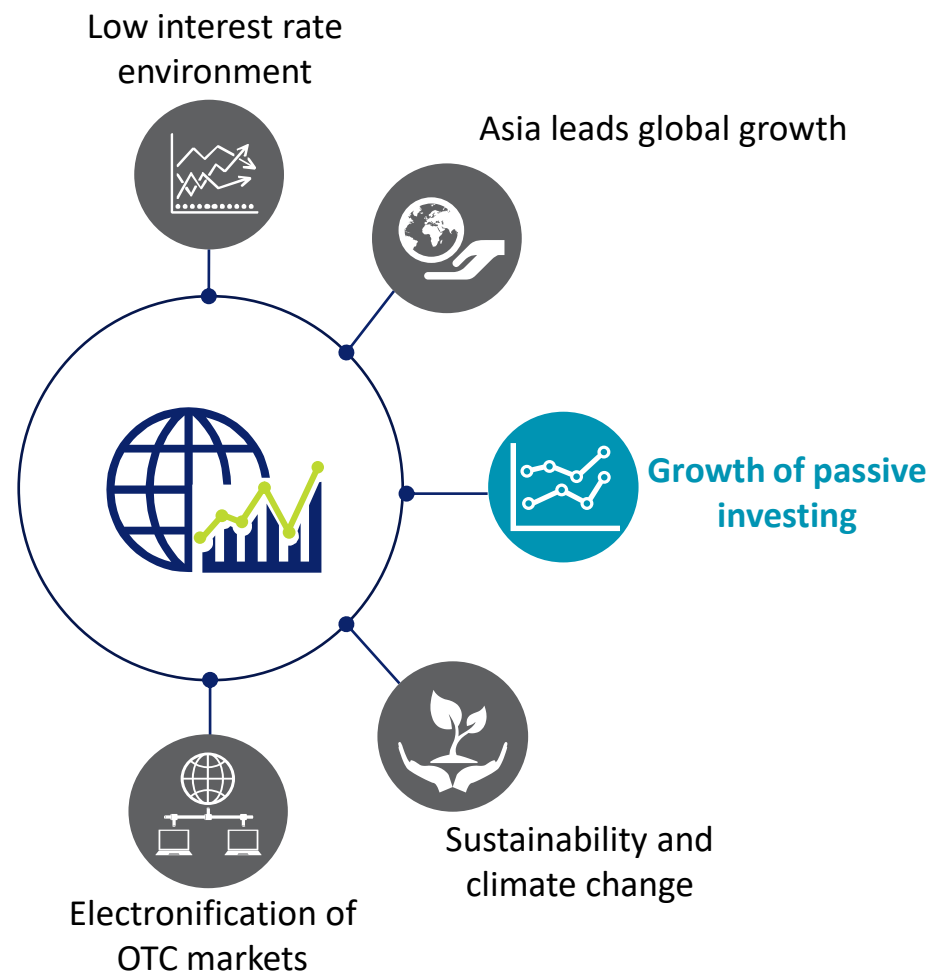 Low interest rate
environment
Asia leads global growth
Growth of passive
investing
Sustainability and
climate change
Electronification of
OTC markets